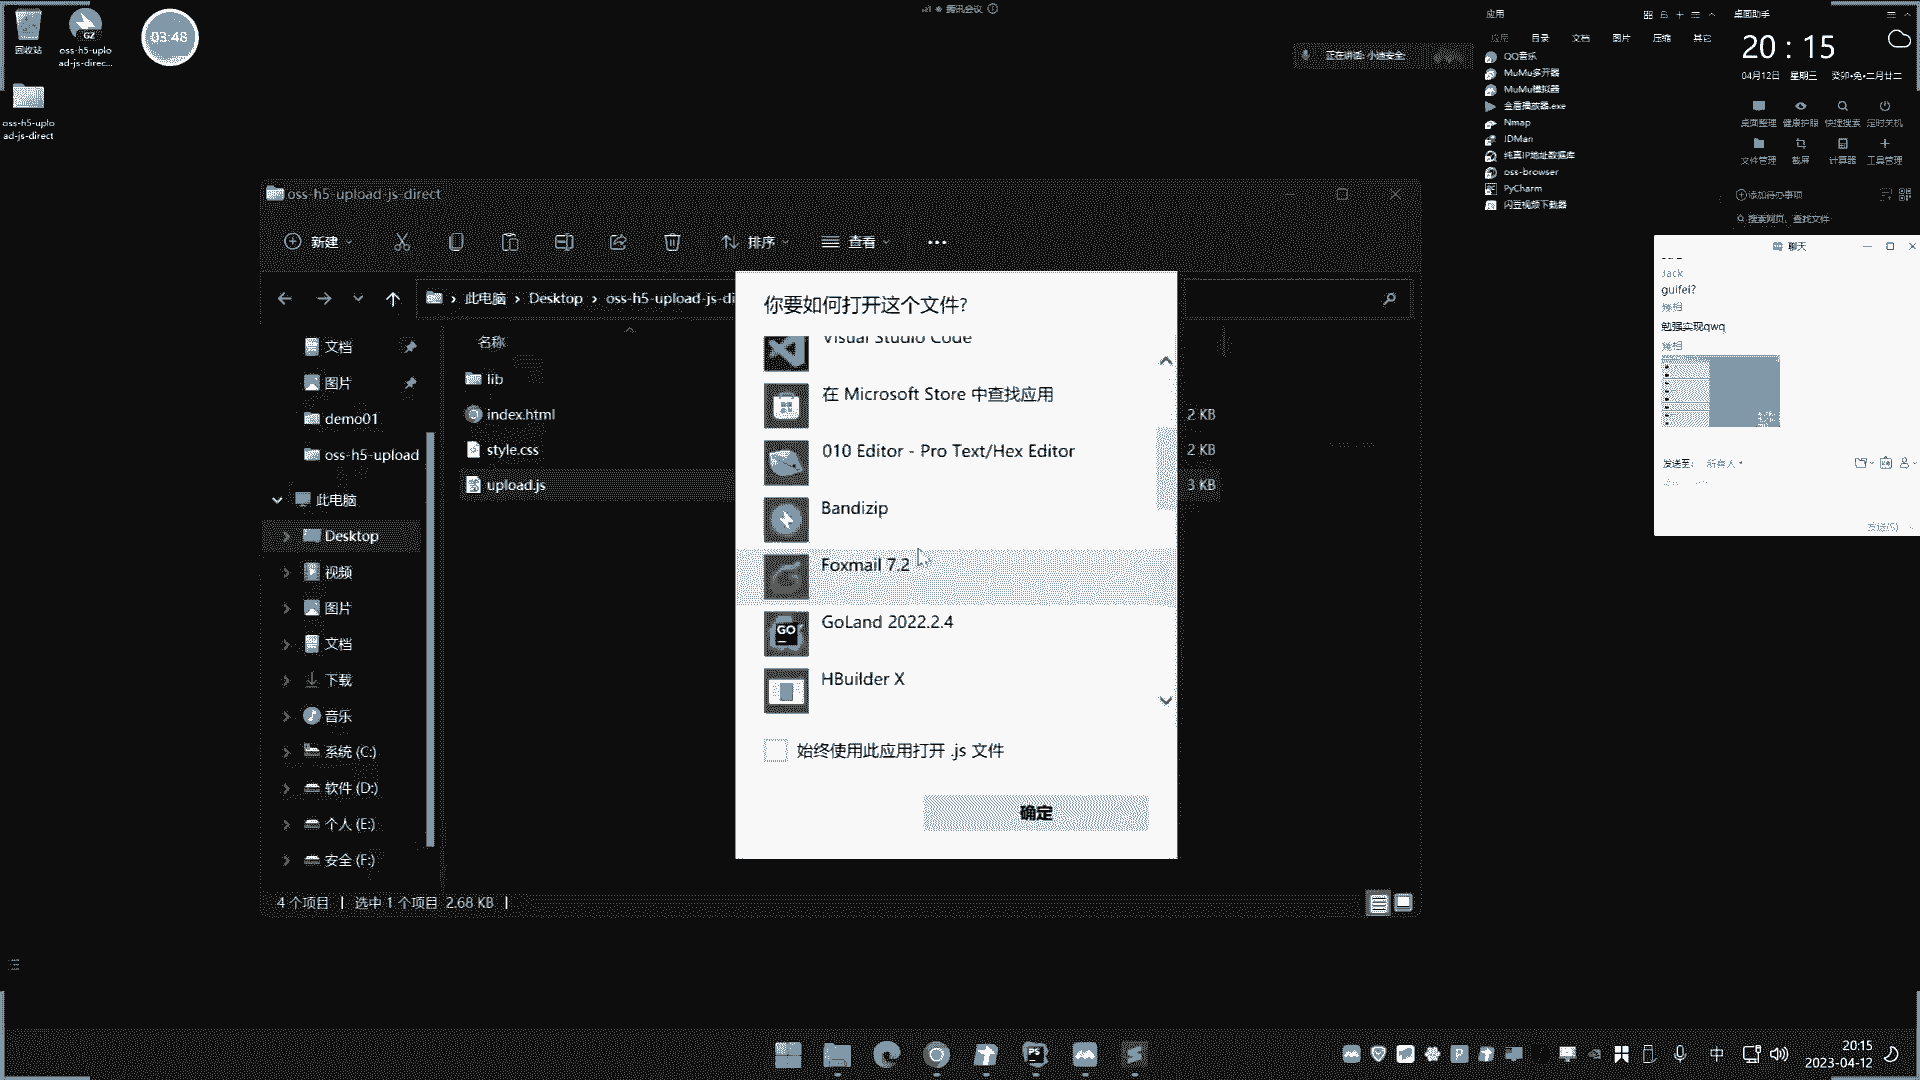 回收站
oss-h5-uplo
ad-js-direc...
03:48
oss-h5-uplo
ad-js-direct
腾讯会议
正在讲话: 小迪安全:
应用
应用 目录 文档 图片 压缩 其它
QQ音乐
MuMu多开器
MuMu模拟器
金盾播放器.exe
Nmap
JDMan
纯真IP地址数据库
oss-browser
PyCharm
闪豆视频下载器
桌面助手
20 : 15
04月12日 星期三 癸卯•兔•二月廿二
桌面整理 健康护眼 快捷搜索 定时关机
文件管理 截屏 计算器 工具管理
添加待办事项
搜索网页、查找文件
聊天
Jack
guifei?
勉强实现qwq
发送至: 所有人
发送(S)
oss-h5-upload-js-direct
新建 排序 查看
此电脑 › Desktop › oss-h5-upload-js-di
文档
图片
demo01
oss-h5-upload
此电脑
Desktop
视频
图片
文档
下载
音乐
系统 (C:)
软件 (D:)
个人 (E:)
安全 (F:)
名称
lib
index.html 2 KB
style.css 2 KB
upload.js 3 KB
你要如何打开这个文件?
Visual Studio Code
在 Microsoft Store 中查找应用
010 Editor - Pro Text/Hex Editor
Bandizip
Foxmail 7.2
GoLand 2022.2.4
HBuilder X
始终使用此应用打开 .js 文件
确定
4 个项目 | 选中 1 个项目 2.68 KB |
中
20:15
2023-04-12